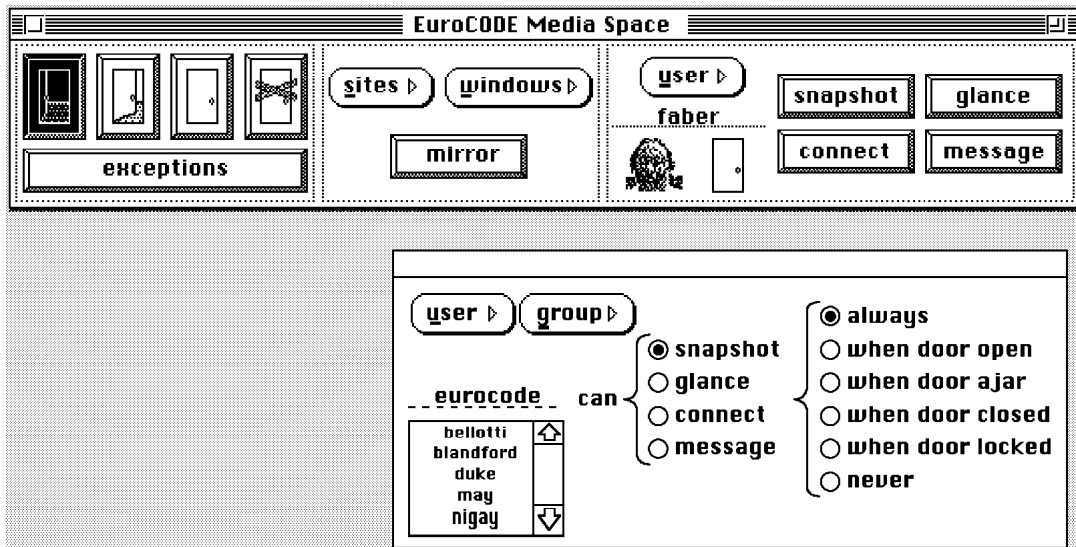 EuroCODE Media Space
exceptions
sites windows
mirror
user
faber
snapshot glance
connect message
user group
eurocode
bellotti
blandford
duke
may
nigay
can
snapshot
glance
connect
message
always
when door open
when door ajar
when door closed
when door locked
never